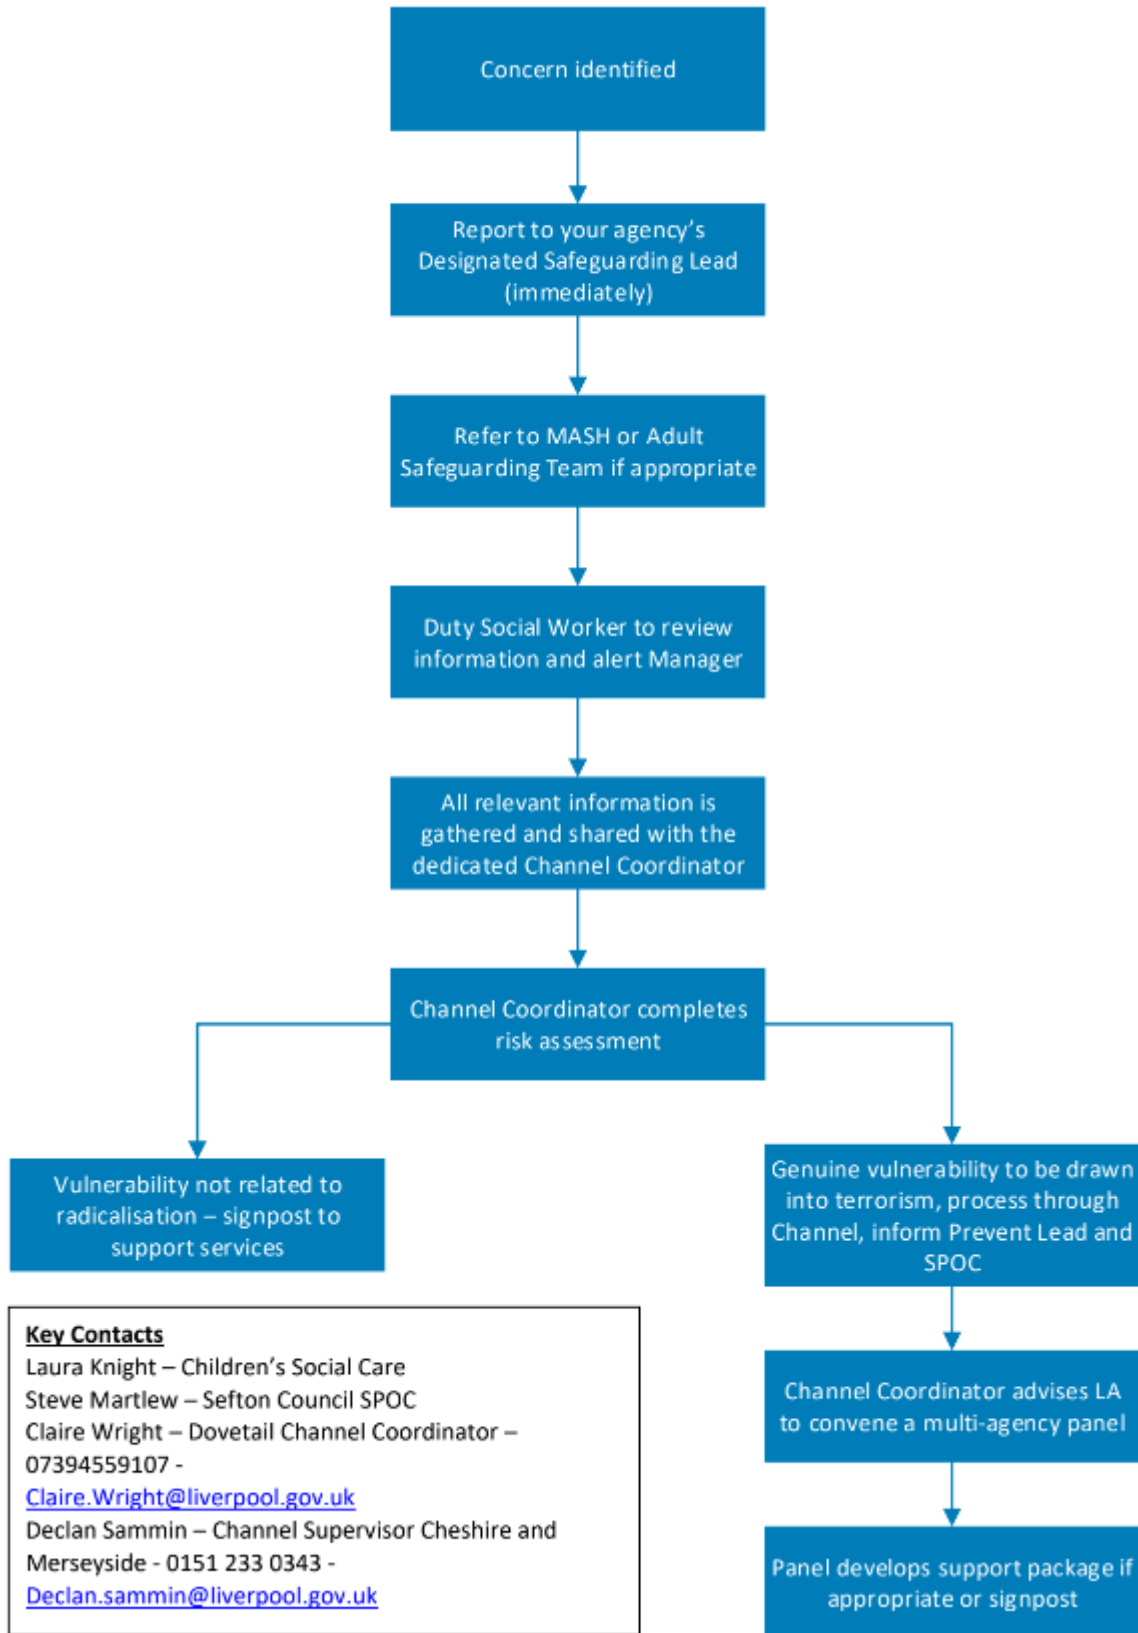 Concern identified
Report to your agency’s
Designated Safeguarding Lead
(immediately)
Refer to MASH or Adult
Safeguarding Team if appropriate
Duty Social Worker to review
information and alert Manager
All relevant information is
gathered and shared with the
dedicated Channel Coordinator
Channel Coordinator completes
risk assessment
Vulnerability not related to
radicalisation – signpost to
support services
Genuine vulnerability to be drawn
into terrorism, process through
Channel, inform Prevent Lead and
SPOC
Channel Coordinator advises LA
to convene a multi-agency panel
Panel develops support package if
appropriate or signpost
Key Contacts
Laura Knight – Children’s Social Care
Steve Martlew – Sefton Council SPOC
Claire Wright – Dovetail Channel Coordinator –
07394559107 -
Claire.Wright@liverpool.gov.uk
Declan Sammin – Channel Supervisor Cheshire and
Merseyside - 0151 233 0343 -
Declan.sammin@liverpool.gov.uk